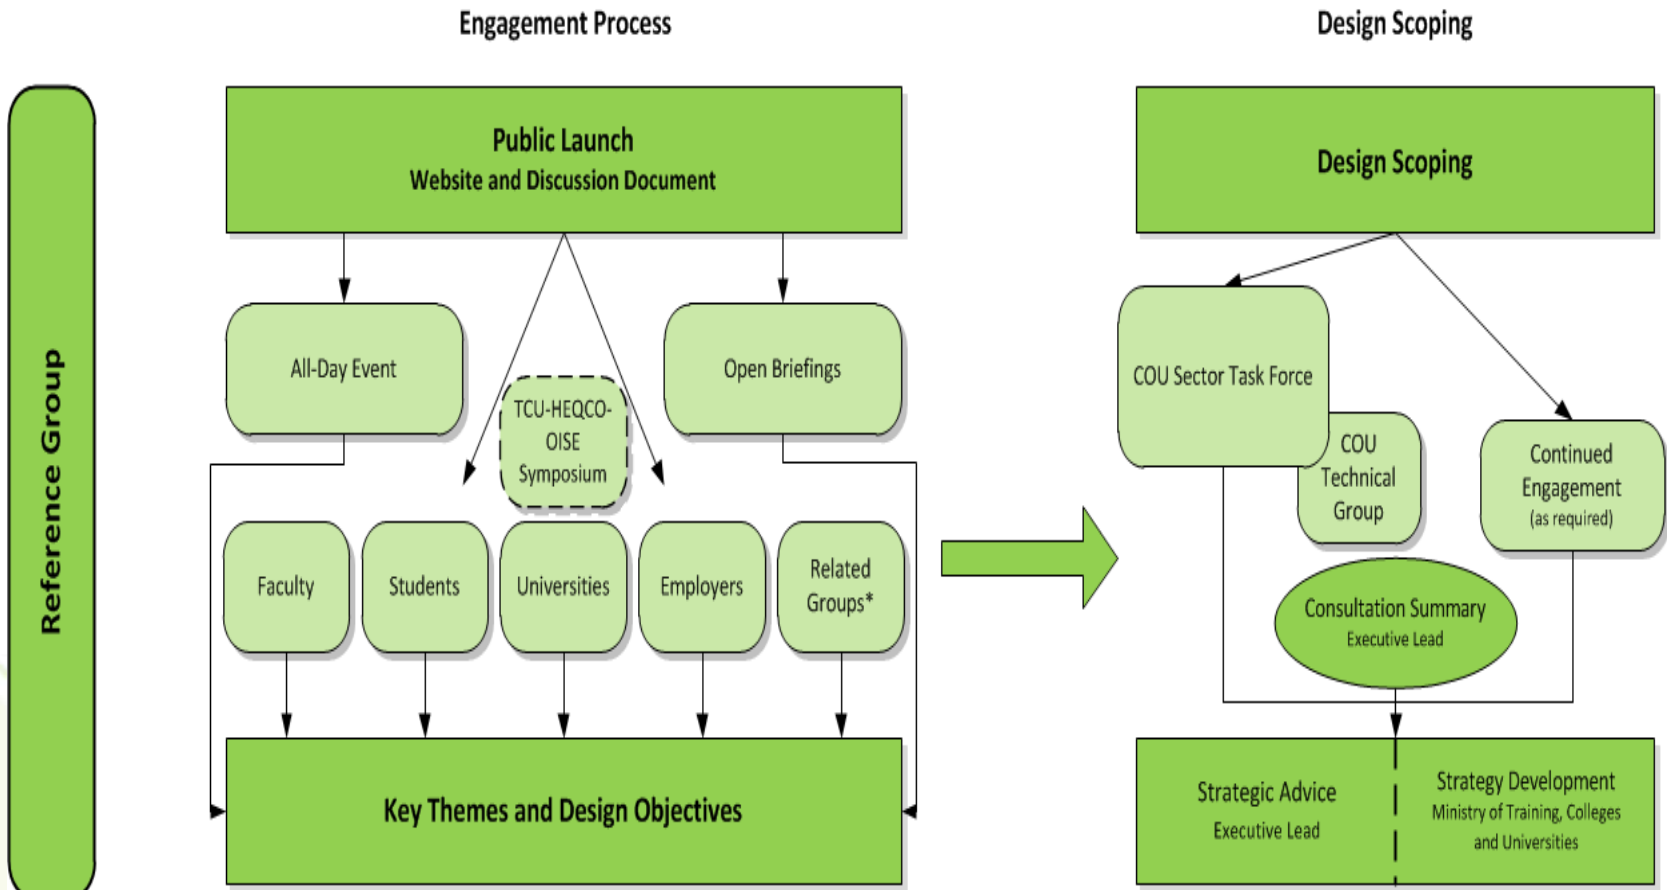 Engagement Process
Design Scoping
Reference Group
Public Launch
Website and Discussion Document
All-Day Event
Open Briefings
TCU-HEQCO-
OISE
Symposium
Faculty
Students
Universities
Employers
Related
Groups*
Key Themes and Design Objectives
Design Scoping
COU Sector Task Force
COU
Technical
Group
Continued
Engagement
(as required)
Consultation Summary
Executive Lead
Strategic Advice
Executive Lead
Strategy Development
Ministry of Training, Colleges
and Universities